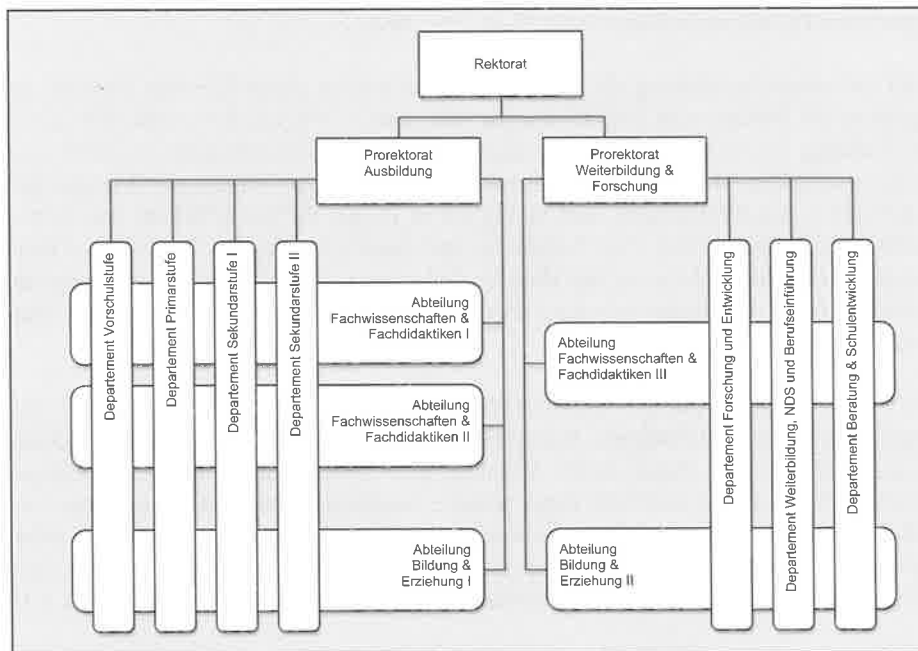 Rektorat
Prorektorat
Ausbildung
Prorektorat
Weiterbildung &
Forschung
Departement Vorschulstufe
Departement Primarstufe
Departement Sekundarstufe I
Departement Sekundarstufe II
Abteilung
Fachwissenschaften &
Fachdidaktiken I
Abteilung
Fachwissenschaften &
Fachdidaktiken II
Abteilung
Bildung &
Erziehung I
Abteilung
Fachwissenschaften &
Fachdidaktiken III
Abteilung
Bildung &
Erziehung II
Departement Forschung und Entwicklung
Departement Weiterbildung, NDS und Berufseinführung
Departement Beratung & Schulentwicklung